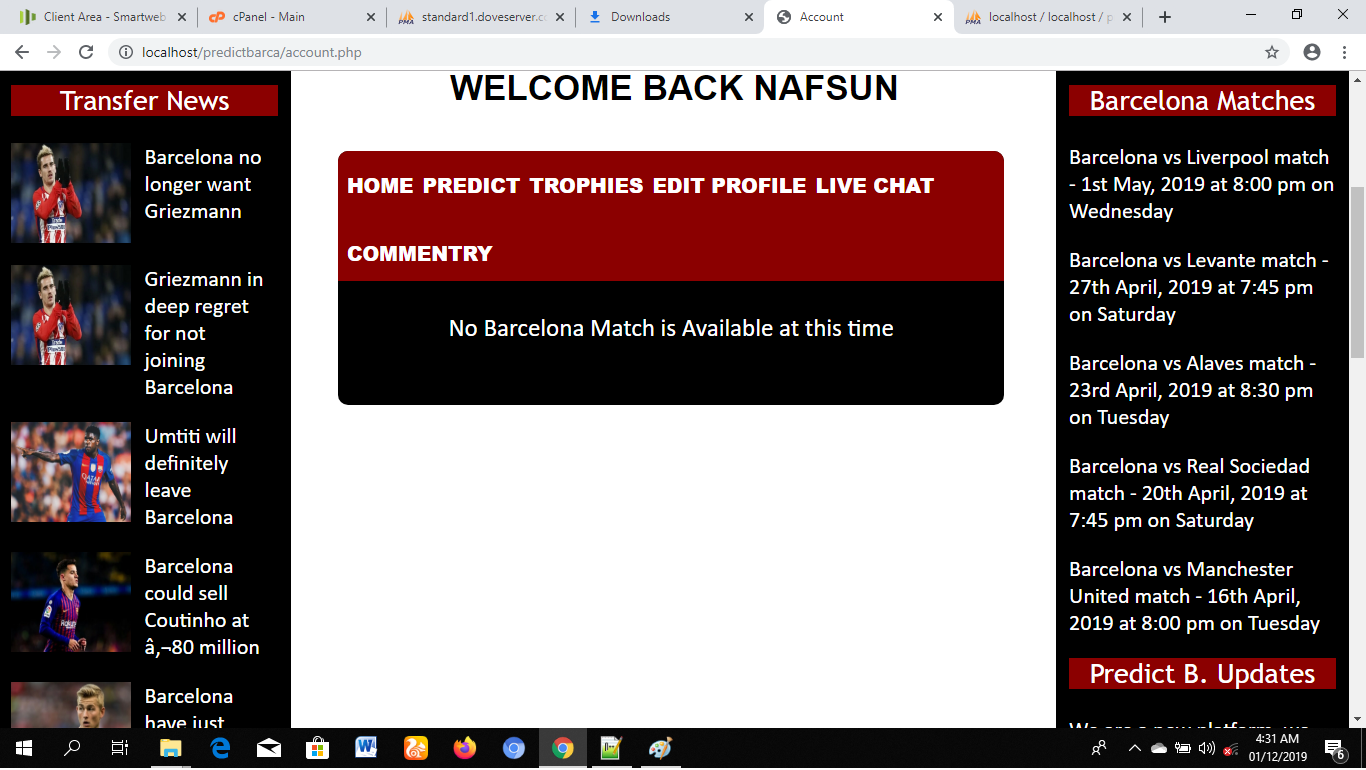 Client Area - Smartweb
cPanel - Main
standard1.doveserver.c
Downloads
Account
localhost / localhost / p
localhost/predictbarca/account.php
Transfer News
Barcelona no
longer want
Griezmann
Griezmann in
deep regret
for not
joining
Barcelona
Umtiti will
definitely
leave
Barcelona
Barcelona
could sell
Coutinho at
â‚¬80 million
Barcelona
have just
WELCOME BACK NAFSUN
HOME PREDICT TROPHIES EDIT PROFILE LIVE CHAT
COMMENTRY
No Barcelona Match is Available at this time
Barcelona Matches
Barcelona vs Liverpool match
- 1st May, 2019 at 8:00 pm on
Wednesday
Barcelona vs Levante match -
27th April, 2019 at 7:45 pm
on Saturday
Barcelona vs Alaves match -
23rd April, 2019 at 8:30 pm
on Tuesday
Barcelona vs Real Sociedad
match - 20th April, 2019 at
7:45 pm on Saturday
Barcelona vs Manchester
United match - 16th April,
2019 at 8:00 pm on Tuesday
Predict B. Updates
We are a new platform, we
4:31 AM
01/12/2019
6